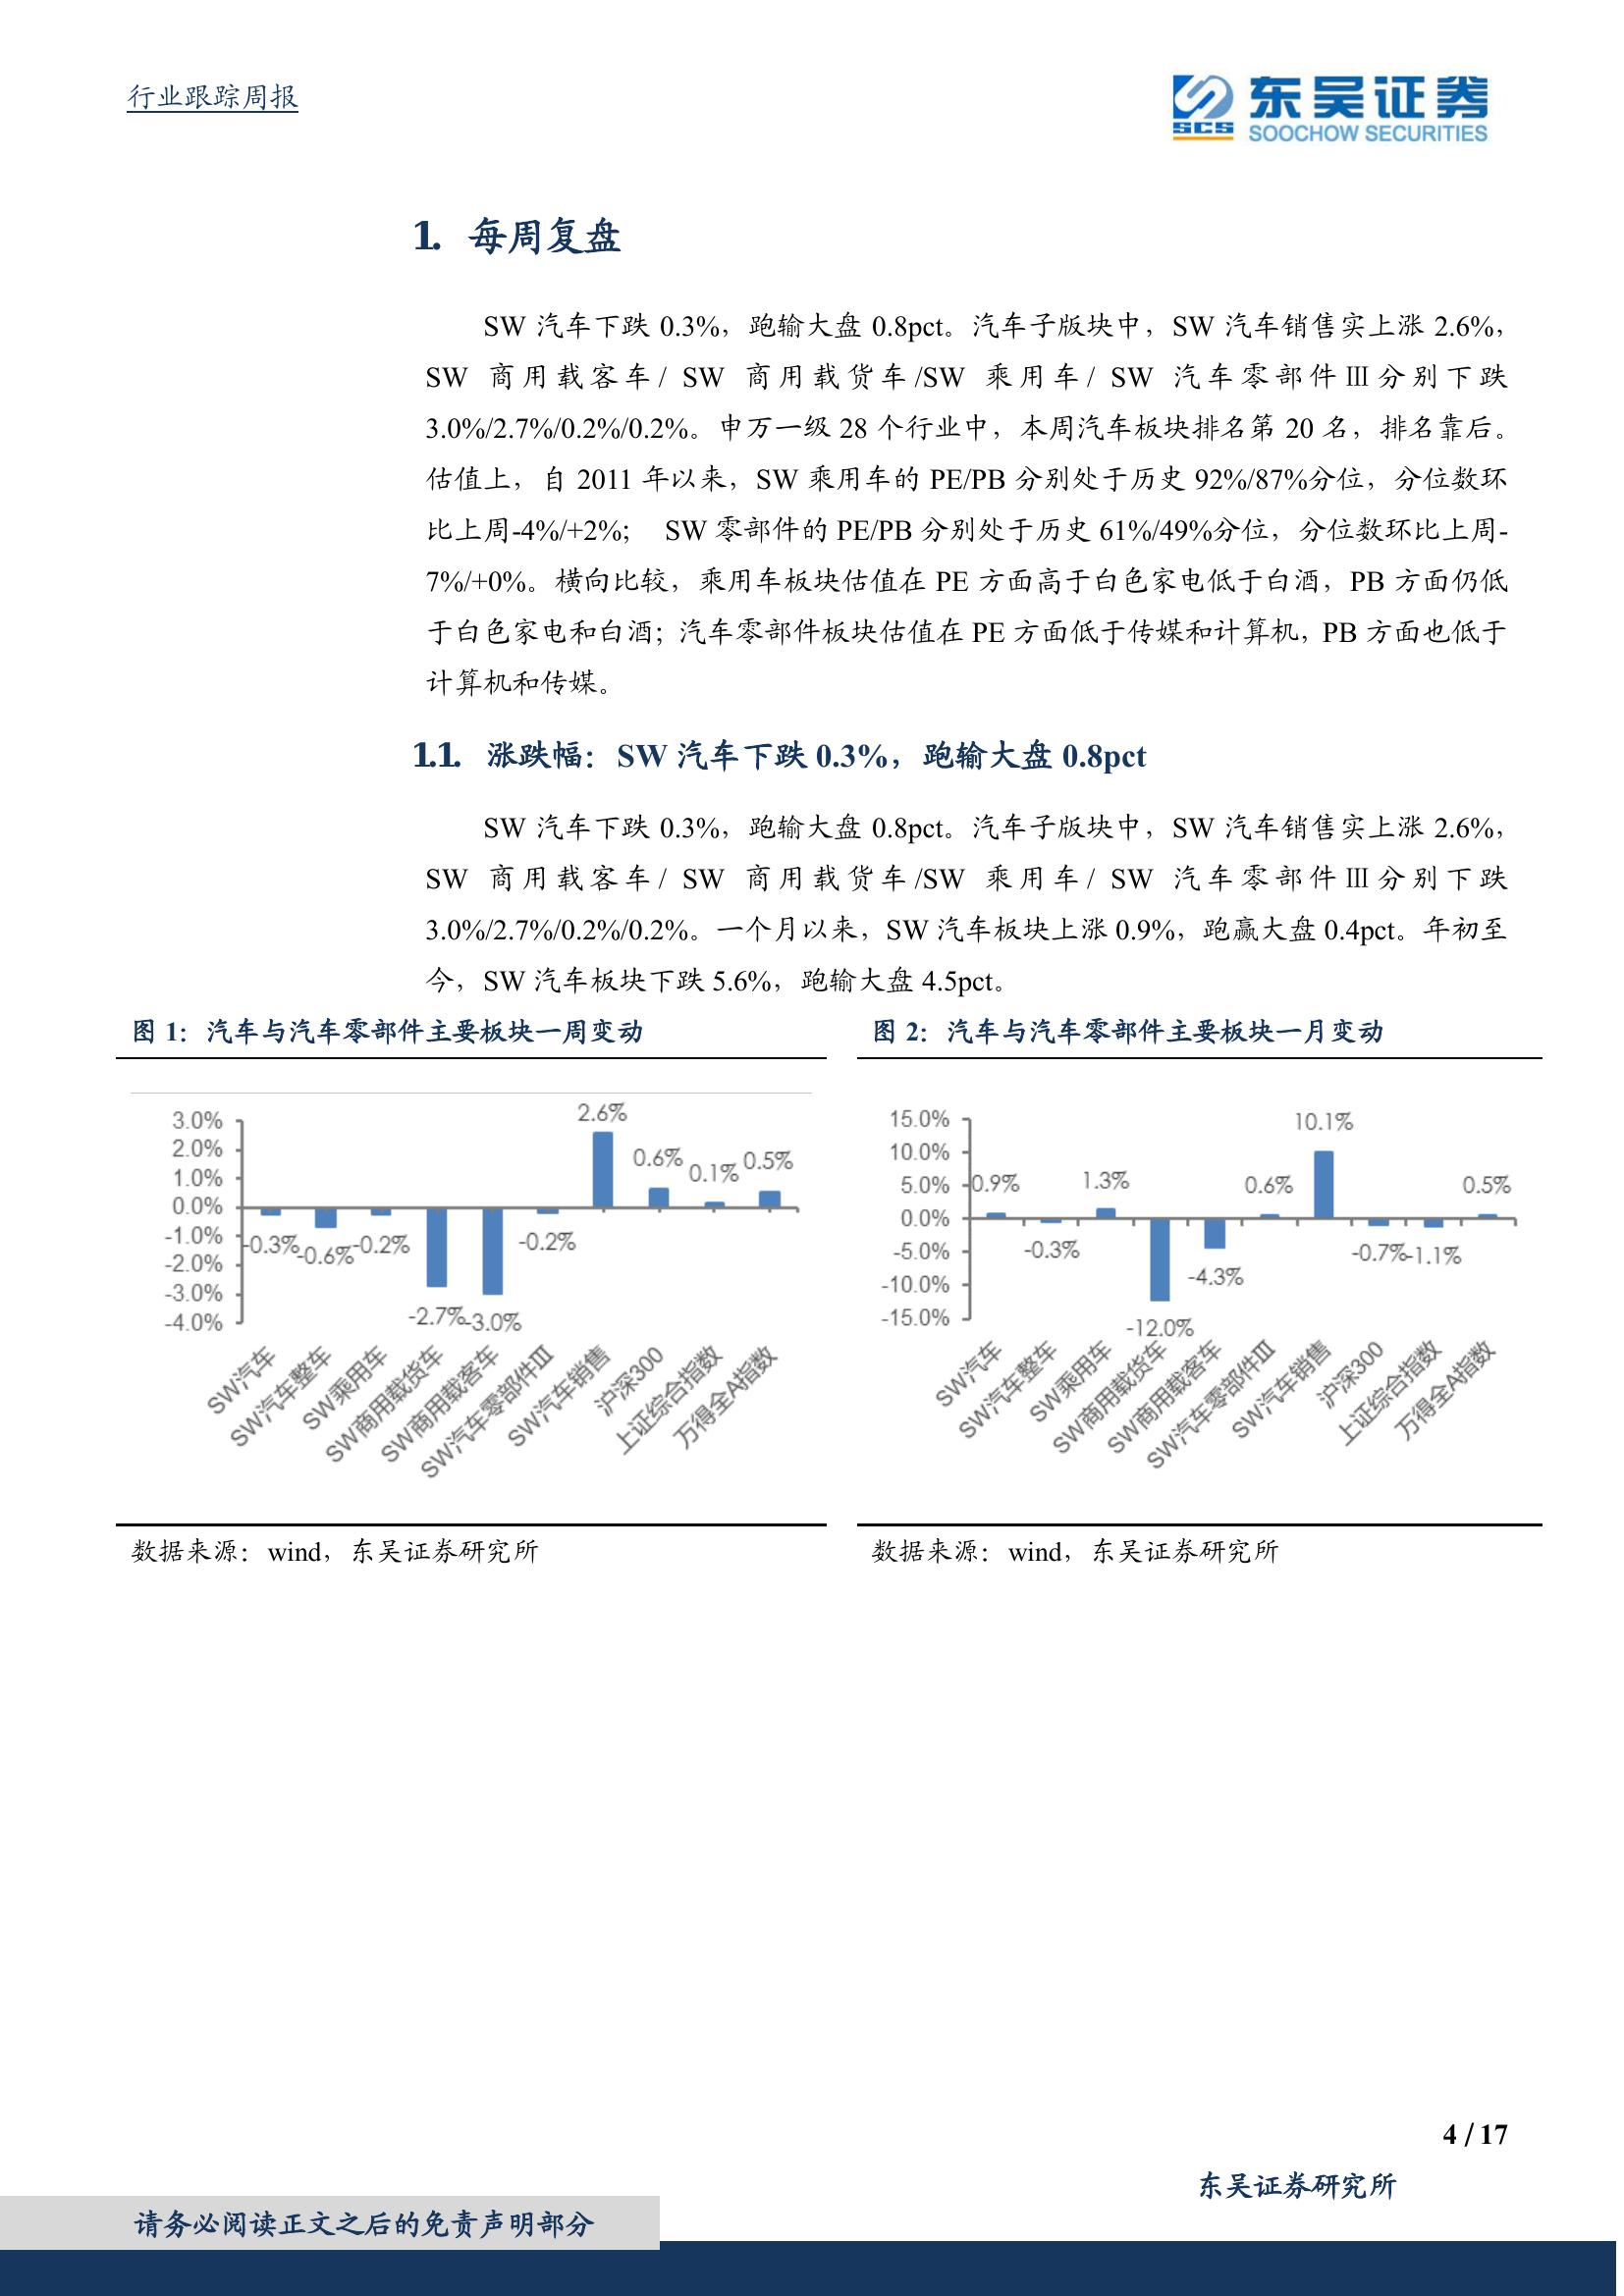 行业跟踪周报
东吴证券
SCS
SOOCHOW SECURITIES
1. 每周复盘
SW 汽车下跌 0.3%，跑输大盘 0.8pct。汽车子版块中，SW 汽车销售实上涨 2.6%，
SW 商用载客车/ SW 商用载货车/SW 乘用车/ SW 汽车零部件Ⅲ分别下跌
3.0%/2.7%/0.2%/0.2%。申万一级 28 个行业中，本周汽车板块排名第 20 名，排名靠后。
估值上，自 2011 年以来，SW 乘用车的 PE/PB 分别处于历史 92%/87%分位，分位数环
比上周-4%/+2%； SW 零部件的 PE/PB 分别处于历史 61%/49%分位，分位数环比上周-
7%/+0%。横向比较，乘用车板块估值在 PE 方面高于白色家电低于白酒，PB 方面仍低
于白色家电和白酒；汽车零部件板块估值在 PE 方面低于传媒和计算机，PB 方面也低于
计算机和传媒。
1.1. 涨跌幅：SW 汽车下跌 0.3%，跑输大盘 0.8pct
SW 汽车下跌 0.3%，跑输大盘 0.8pct。汽车子版块中，SW 汽车销售实上涨 2.6%，
SW 商用载客车/ SW 商用载货车/SW 乘用车/ SW 汽车零部件Ⅲ分别下跌
3.0%/2.7%/0.2%/0.2%。一个月以来，SW 汽车板块上涨 0.9%，跑赢大盘 0.4pct。年初至
今，SW 汽车板块下跌 5.6%，跑输大盘 4.5pct。
图 1：汽车与汽车零部件主要板块一周变动
3.0%
2.0%
1.0%
0.0%
-1.0%
-2.0%
-3.0%
-4.0%
-0.3%
-0.6%
-0.2%
-2.7%
-3.0%
-0.2%
2.6%
0.6%
0.1%
0.5%
SW汽车
SW汽车整车
SW乘用车
SW商用载货车
SW商用载客车
SW汽车零部件Ⅲ
SW汽车销售
沪深300
上证综合指数
万得全A指数
数据来源：wind，东吴证券研究所
图 2：汽车与汽车零部件主要板块一月变动
15.0%
10.0%
5.0%
0.0%
-5.0%
-10.0%
-15.0%
0.9%
-0.3%
1.3%
-12.0%
-4.3%
0.6%
10.1%
-0.7%
-1.1%
0.5%
SW汽车
SW汽车整车
SW乘用车
SW商用载货车
SW商用载客车
SW汽车零部件Ⅲ
SW汽车销售
沪深300
上证综合指数
万得全A指数
数据来源：wind，东吴证券研究所
4 / 17
东吴证券研究所
请务必阅读正文之后的免责声明部分